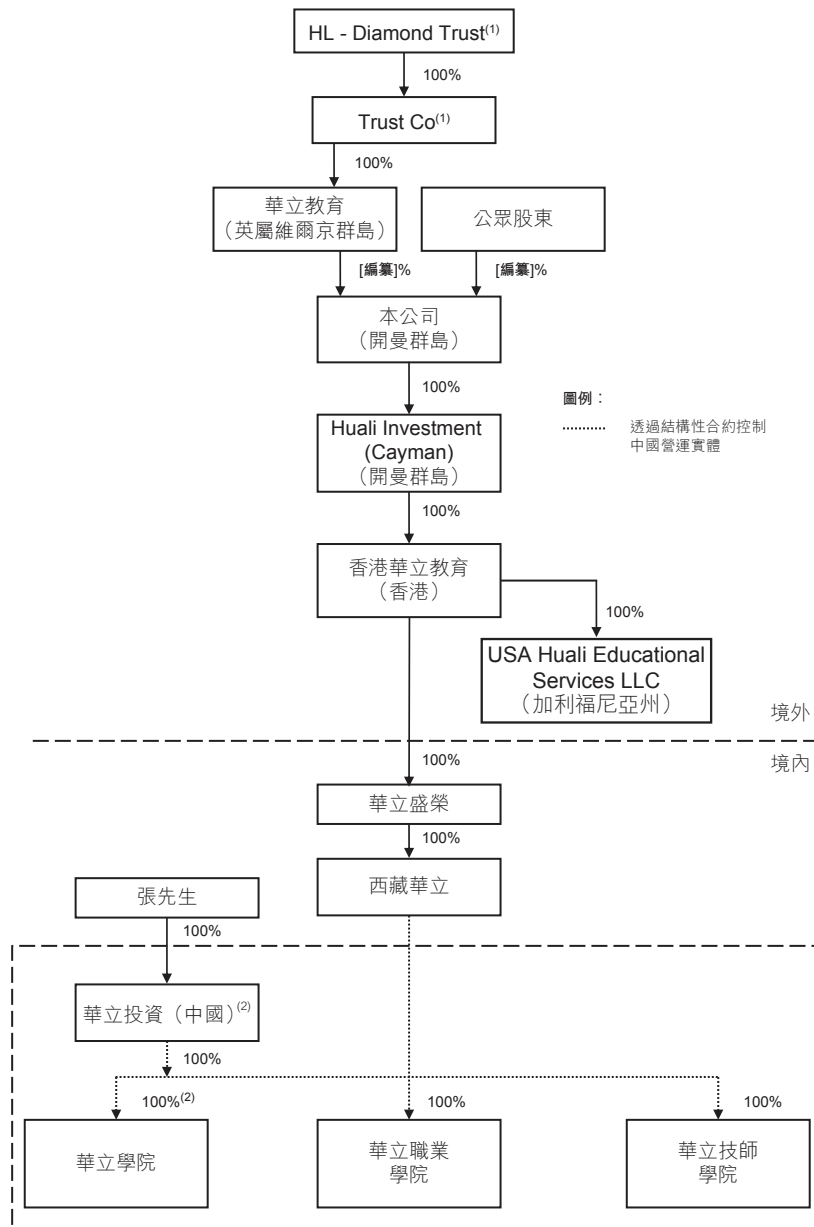 HL - Diamond Trust(1)
100%
Trust Co(1)
100%
華立教育
（英屬維爾京群島）
公眾股東
[編纂]%
[編纂]%
本公司
（開曼群島）
100%
圖例：
透過結構性合約控制
中國營運實體
Huali Investment
(Cayman)
（開曼群島）
100%
香港華立教育
（香港）
100%
USA Huali Educational
Services LLC
（加利福尼亞州）
境外
境內
100%
華立盛榮
100%
西藏華立
張先生
100%
華立投資（中國）(2)
100%
100%(2)
100%
100%
華立學院
華立職業
學院
華立技師
學院